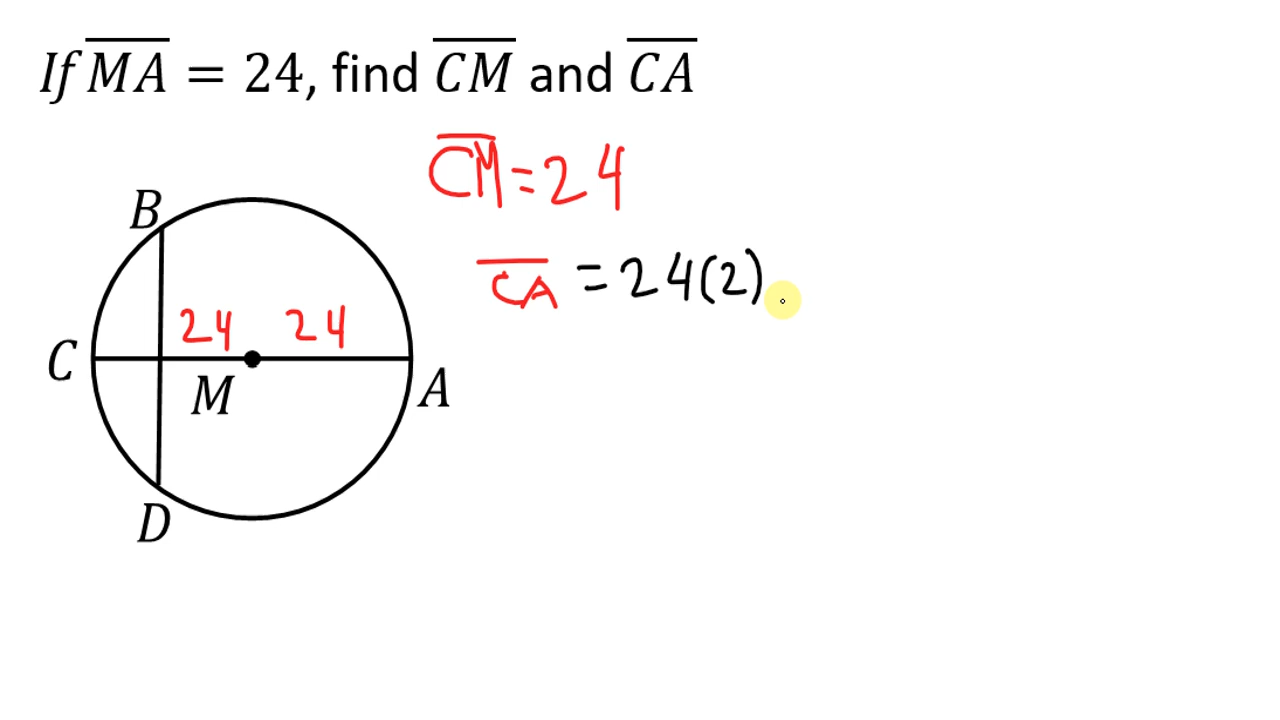 If MA = 24, find CM and CA
CM = 24
CA = 24(2)
B
24 24
C
M
A
D